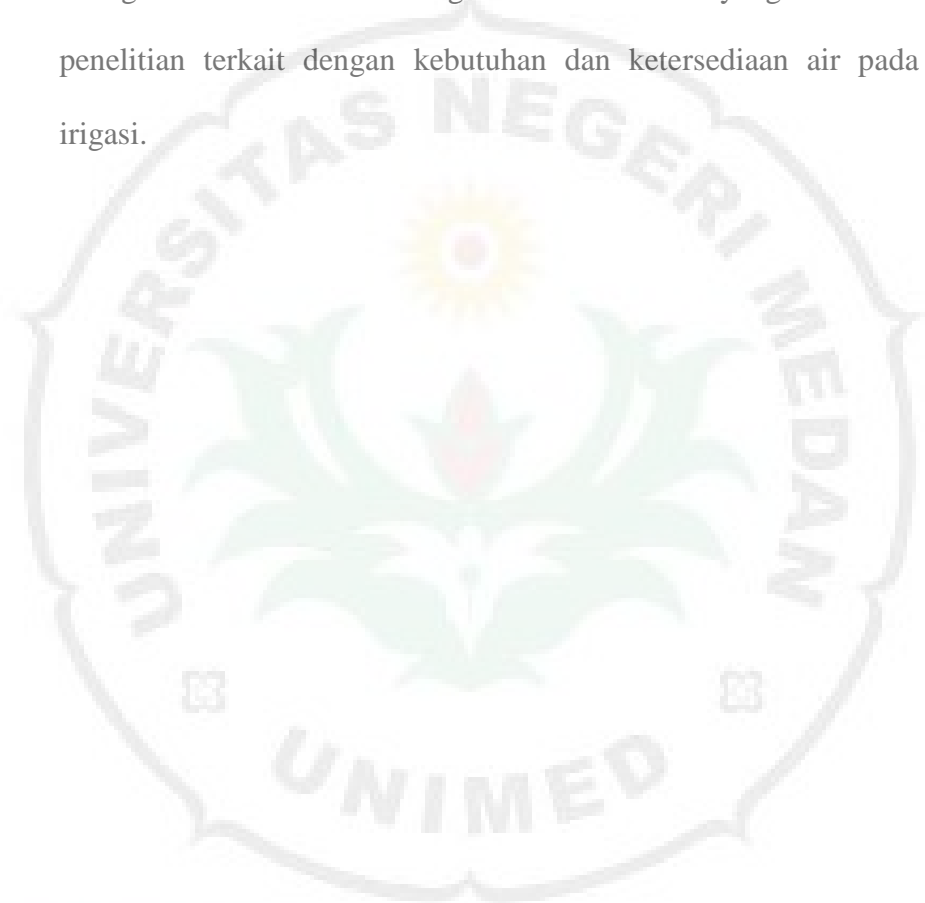 penelitian terkait dengan kebutuhan dan ketersediaan air pada
irigasi.
UNIVERSITAS NEGERI MEDAN
UNIMED